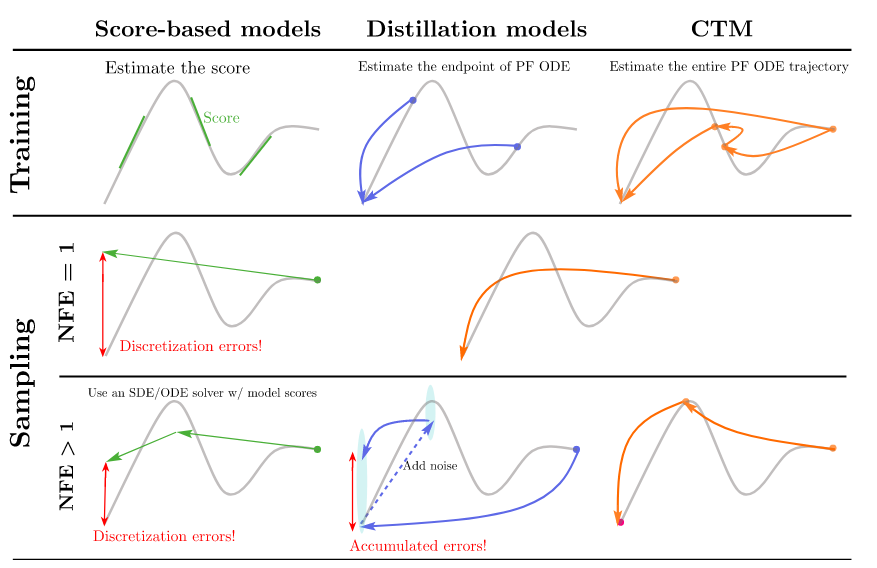 Score-based models
Distillation models
CTM
Training
Estimate the score
Estimate the endpoint of PF ODE
Estimate the entire PF ODE trajectory
Score
Sampling
NFE = 1
Discretization errors!
NFE > 1
Use an SDE/ODE solver w/ model scores
Add noise
Discretization errors!
Accumulated errors!